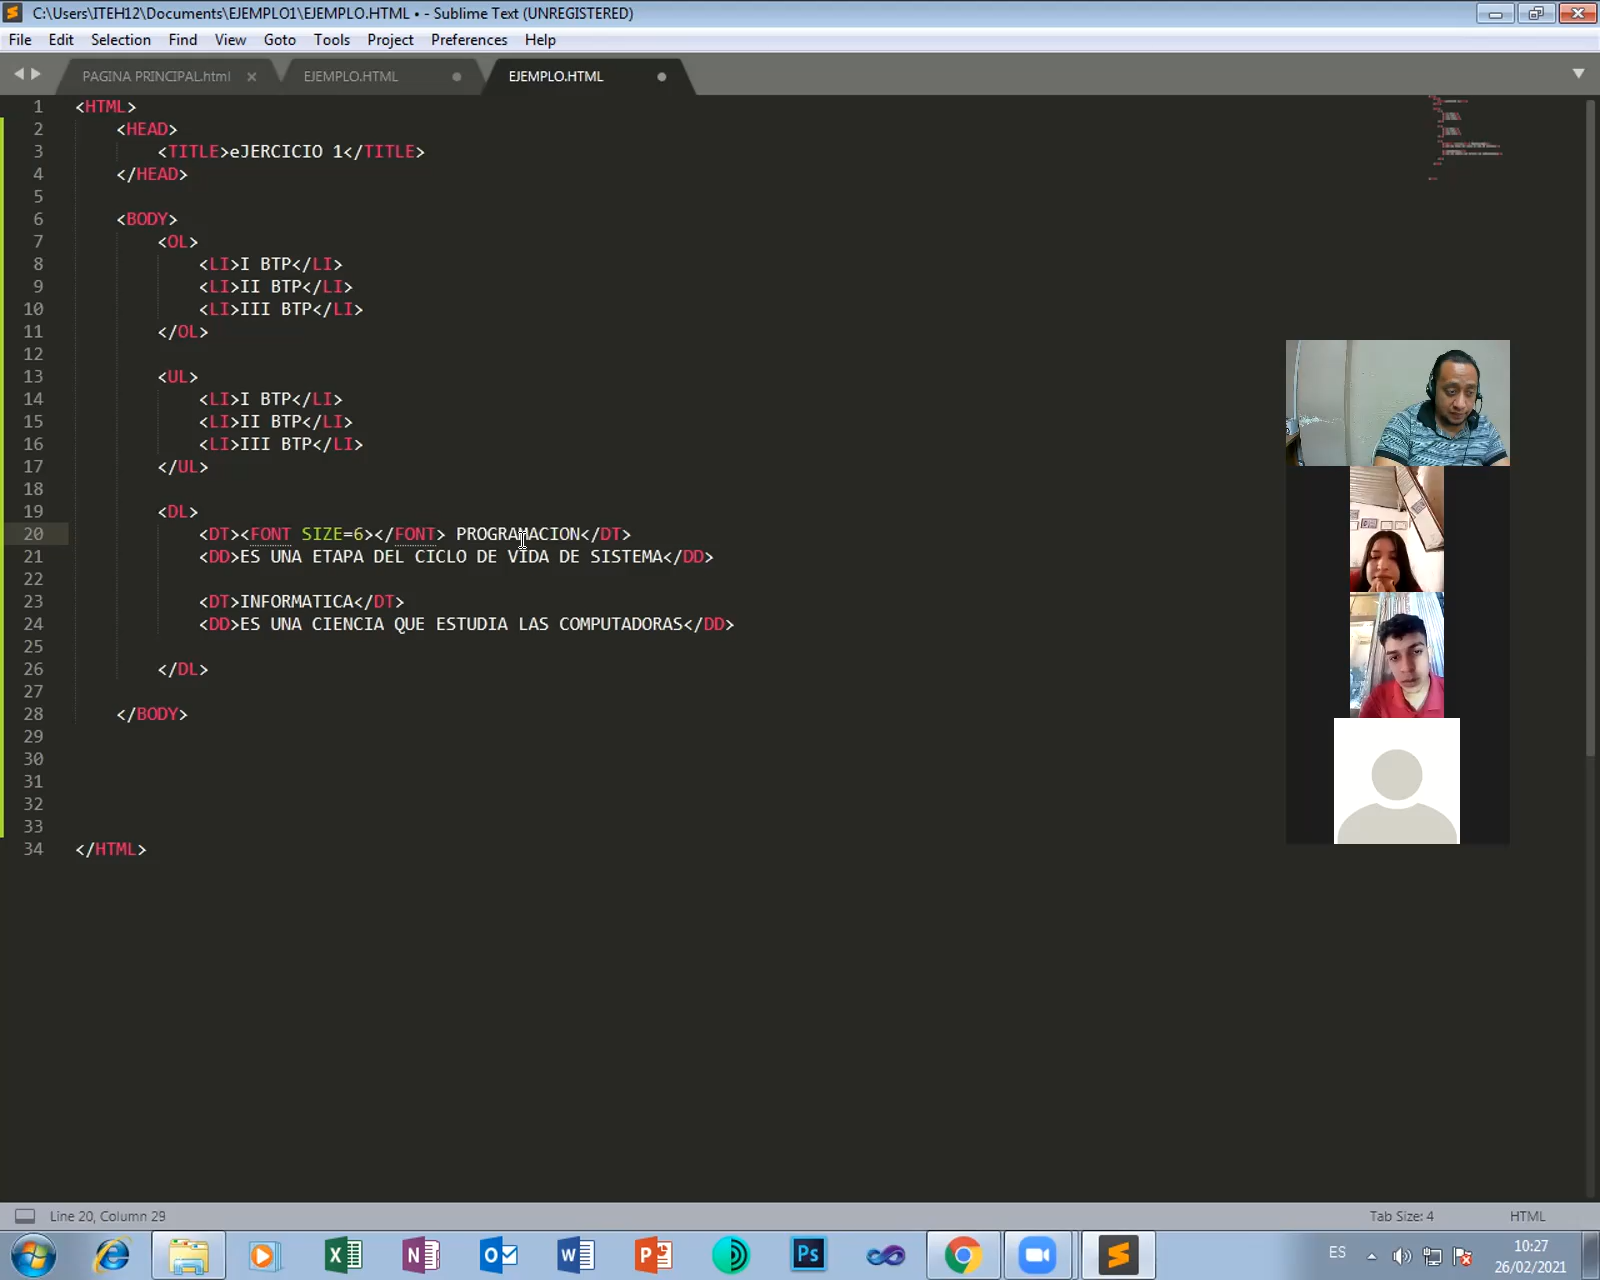 C:\Users\ITEH12\Documents\EJEMPLO1\EJEMPLO.HTML • - Sublime Text (UNREGISTERED)
File Edit Selection Find View Goto Tools Project Preferences Help
PAGINA PRINCIPAL.html EJEMPLO.HTML EJEMPLO.HTML
1 <HTML>
2 <HEAD>
3 <TITLE>eJERCICIO 1</TITLE>
4 </HEAD>
5
6 <BODY>
7 <OL>
8 <LI>I BTP</LI>
9 <LI>II BTP</LI>
10 <LI>III BTP</LI>
11 </OL>
12
13 <UL>
14 <LI>I BTP</LI>
15 <LI>II BTP</LI>
16 <LI>III BTP</LI>
17 </UL>
18
19 <DL>
20 <DT><FONT SIZE=6></FONT> PROGRAMACION</DT>
21 <DD>ES UNA ETAPA DEL CICLO DE VIDA DE SISTEMA</DD>
22
23 <DT>INFORMATICA</DT>
24 <DD>ES UNA CIENCIA QUE ESTUDIA LAS COMPUTADORAS</DD>
25
26 </DL>
27
28 </BODY>
29
30
31
32
33
34 </HTML>
Line 20, Column 29 Tab Size: 4 HTML
ES 10:27
26/02/2021